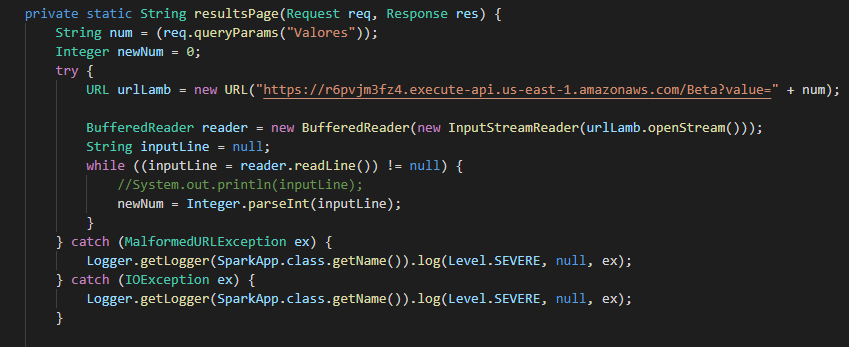 private static String resultsPage(Request req, Response res) {
String num = (req.queryParams("Valores"));
Integer newNum = 0;
try {
URL urlLamb = new URL("https://r6pvjm3fz4.execute-api.us-east-1.amazonaws.com/Beta?value=" + num);
BufferedReader reader = new BufferedReader(new InputStreamReader(urlLamb.openStream()));
String inputLine = null;
while ((inputLine = reader.readLine()) != null) {
//System.out.println(inputLine);
newNum = Integer.parseInt(inputLine);
}
} catch (MalformedURLException ex) {
Logger.getLogger(SparkApp.class.getName()).log(Level.SEVERE, null, ex);
} catch (IOException ex) {
Logger.getLogger(SparkApp.class.getName()).log(Level.SEVERE, null, ex);
}